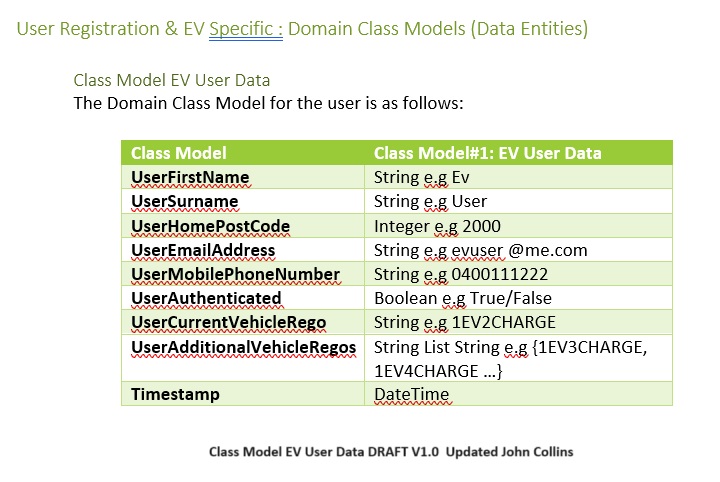 User Registration & EV Specific : Domain Class Models (Data Entities)
Class Model EV User Data
The Domain Class Model for the user is as follows:
Class Model Class Model#1: EV User Data
UserFirstName String e.g Ev
UserSurname String e.g User
UserHomePostCode Integer e.g 2000
UserEmailAddress String e.g evuser @me.com
UserMobilePhoneNumber String e.g 0400111222
UserAuthenticated Boolean e.g True/False
UserCurrentVehicleRego String e.g 1EV2CHARGE
UserAdditionalVehicleRegos String List String e.g {1EV3CHARGE,
1EV4CHARGE ...}
Timestamp DateTime
Class Model EV User Data DRAFT V1.0 Updated John Collins